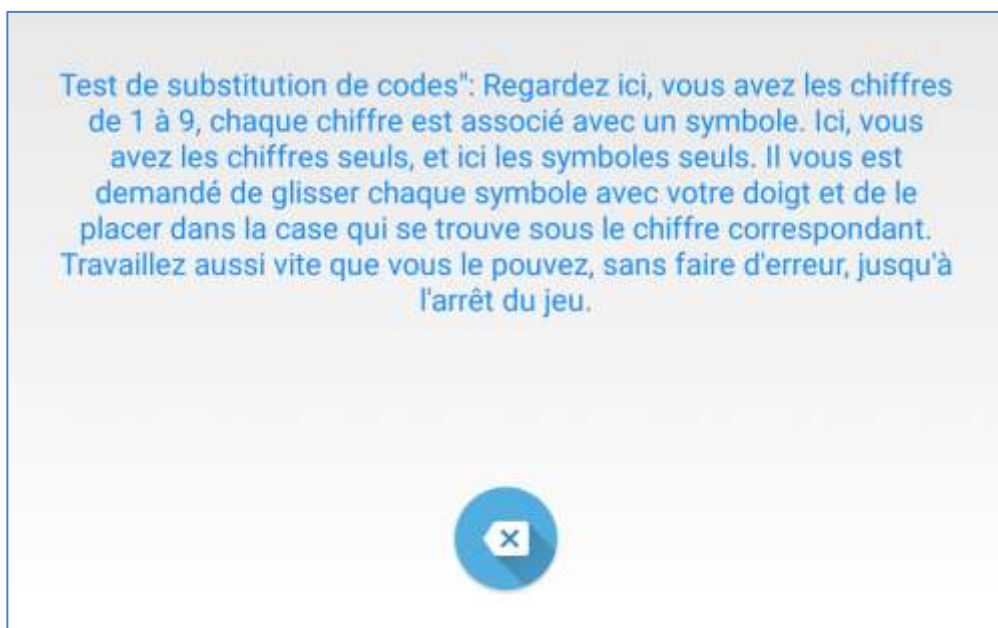 Test de substitution de codes": Regardez ici, vous avez les chiffres
de 1 à 9, chaque chiffre est associé avec un symbole. Ici, vous
avez les chiffres seuls, et ici les symboles seuls. Il vous est
demandé de glisser chaque symbole avec votre doigt et de le
placer dans la case qui se trouve sous le chiffre correspondant.
Travaillez aussi vite que vous le pouvez, sans faire d'erreur, jusqu'à
l'arrêt du jeu.